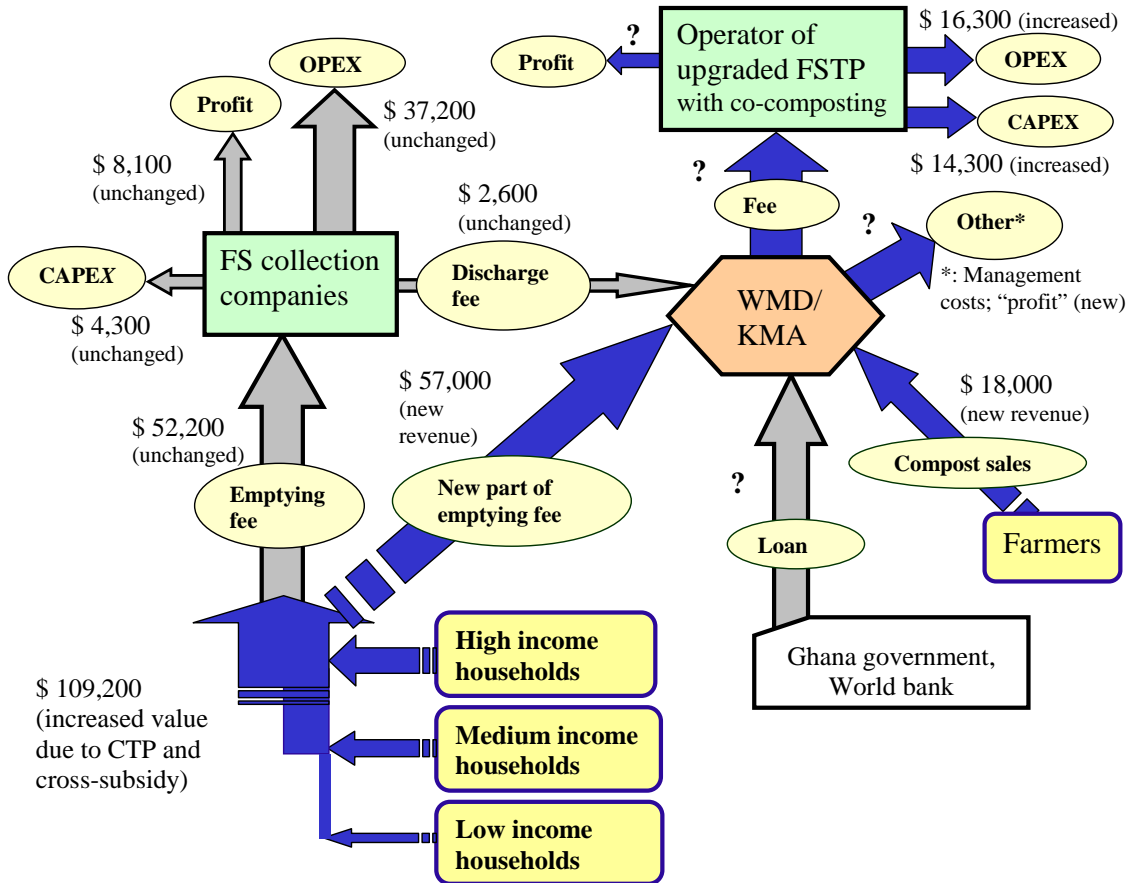 $ 16,300 (increased)
?
Operator of
upgraded FSTP
with co-composting
Profit
OPEX
CAPEX
$ 14,300 (increased)
OPEX
Profit
$ 37,200
(unchanged)
$ 8,100
(unchanged)
$ 2,600
(unchanged)
?
Fee
?
Other*
*: Management
costs; “profit” (new)
CAPEX
FS collection
companies
Discharge
fee
WMD/
KMA
$ 4,300
(unchanged)
$ 57,000
(new
revenue)
$ 18,000
(new revenue)
$ 52,200
(unchanged)
Compost sales
Emptying
fee
New part of
emptying fee
?
Loan
Farmers
High income
households
Ghana government,
World bank
$ 109,200
(increased value
due to CTP and
cross-subsidy)
Medium income
households
Low income
households